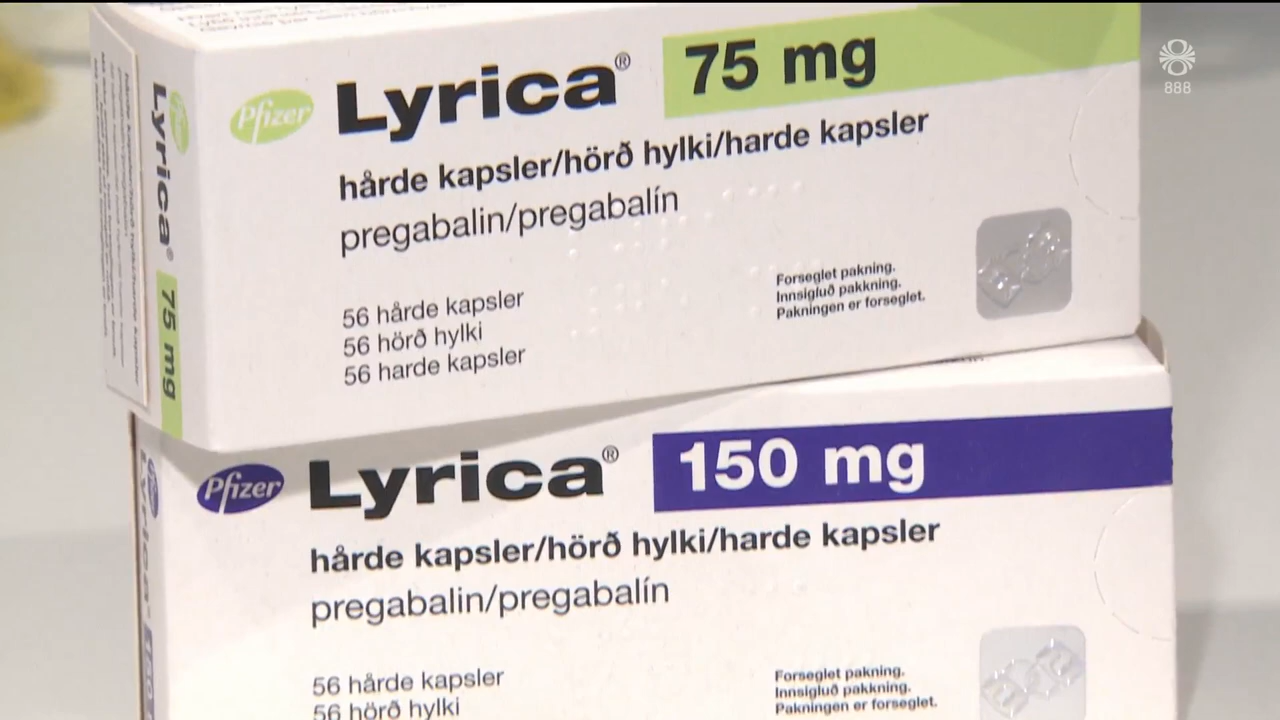 Pfizer
Lyrica® 75 mg
hårde kapsler/hörð hylki/harde kapsler
pregabalin/pregabalín
56 hårde kapsler
56 hörð hylki
56 harde kapsler
Forseglet pakning.
Innsigluð pakkning.
Pakningen er forseglet.
Lyrica® 75 mg
888
Pfizer
Lyrica® 150 mg
hårde kapsler/hörð hylki/harde kapsler
pregabalin/pregabalín
56 hårde kapsler
56 hörð hylki
Forseglet pakning.
Innsigluð pakkning.
Pakningen er forseglet.
Lyrica®